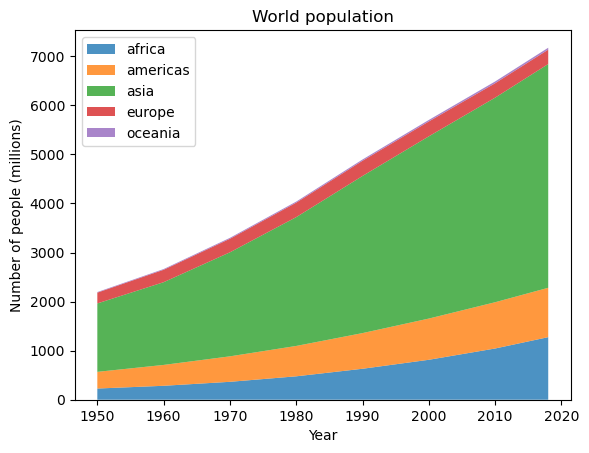 World population
africa
americas
asia
europe
oceania
Number of people (millions)
7000
6000
5000
4000
3000
2000
1000
0
1950 1960 1970 1980 1990 2000 2010 2020
Year